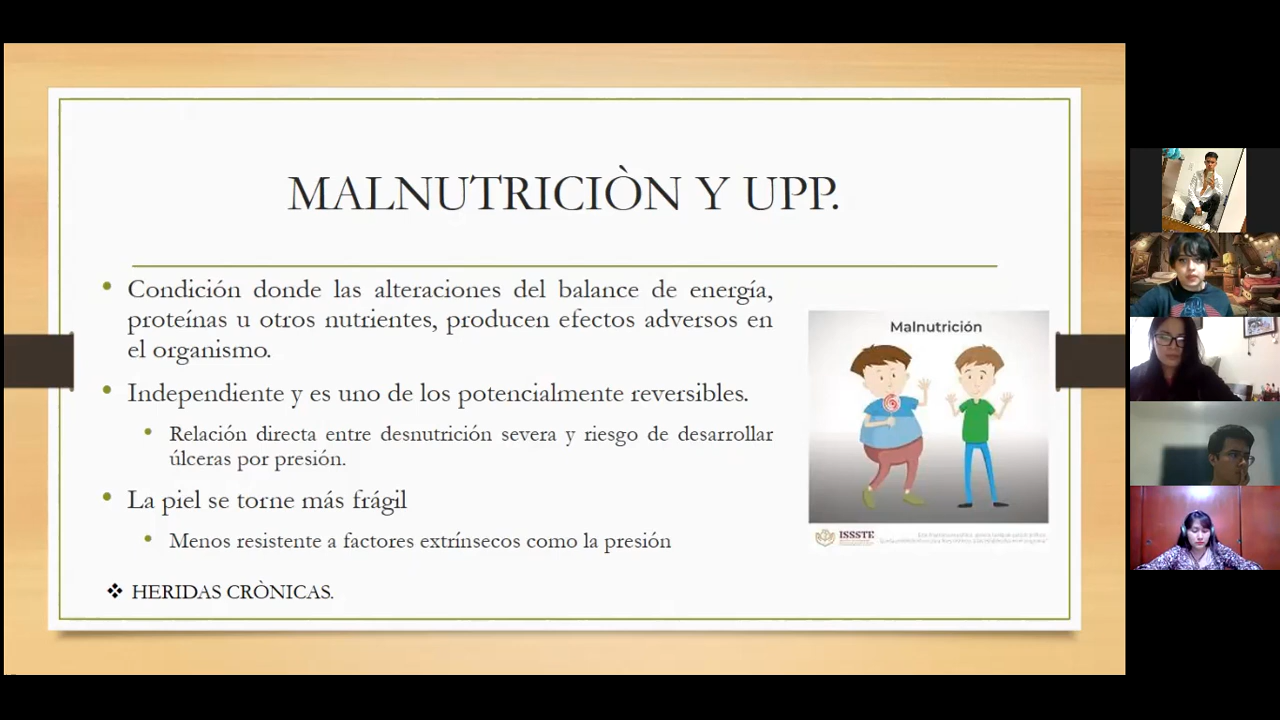 MALNUTRICIÒN Y UPP.
Condición donde las alteraciones del balance de energía,
proteínas u otros nutrientes, producen efectos adversos en
el organismo.
Independiente y es uno de los potencialmente reversibles.
Relación directa entre desnutrición severa y riesgo de desarrollar
úlceras por presión.
La piel se torne más frágil
Menos resistente a factores extrínsecos como la presión
❖ HERIDAS CRÒNICAS.
Malnutrición
ISSSTE